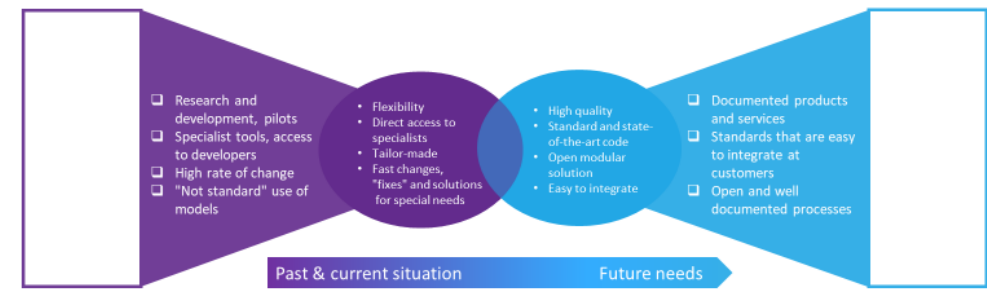 ❑ Research and
development, pilots
❑ Specialist tools, access
to developers
❑ High rate of change
❑ "Not standard" use of
models
• Flexibility
• Direct access to
specialists
• Tailor-made
• Fast changes,
"fixes" and solutions
for special needs
• High quality
• Standard and state-
of-the-art code
• Open modular
solution
• Easy to integrate
❑ Documented products
and services
❑ Standards that are easy
to integrate at
customers
❑ Open and well
documented processes
Past & current situation
Future needs